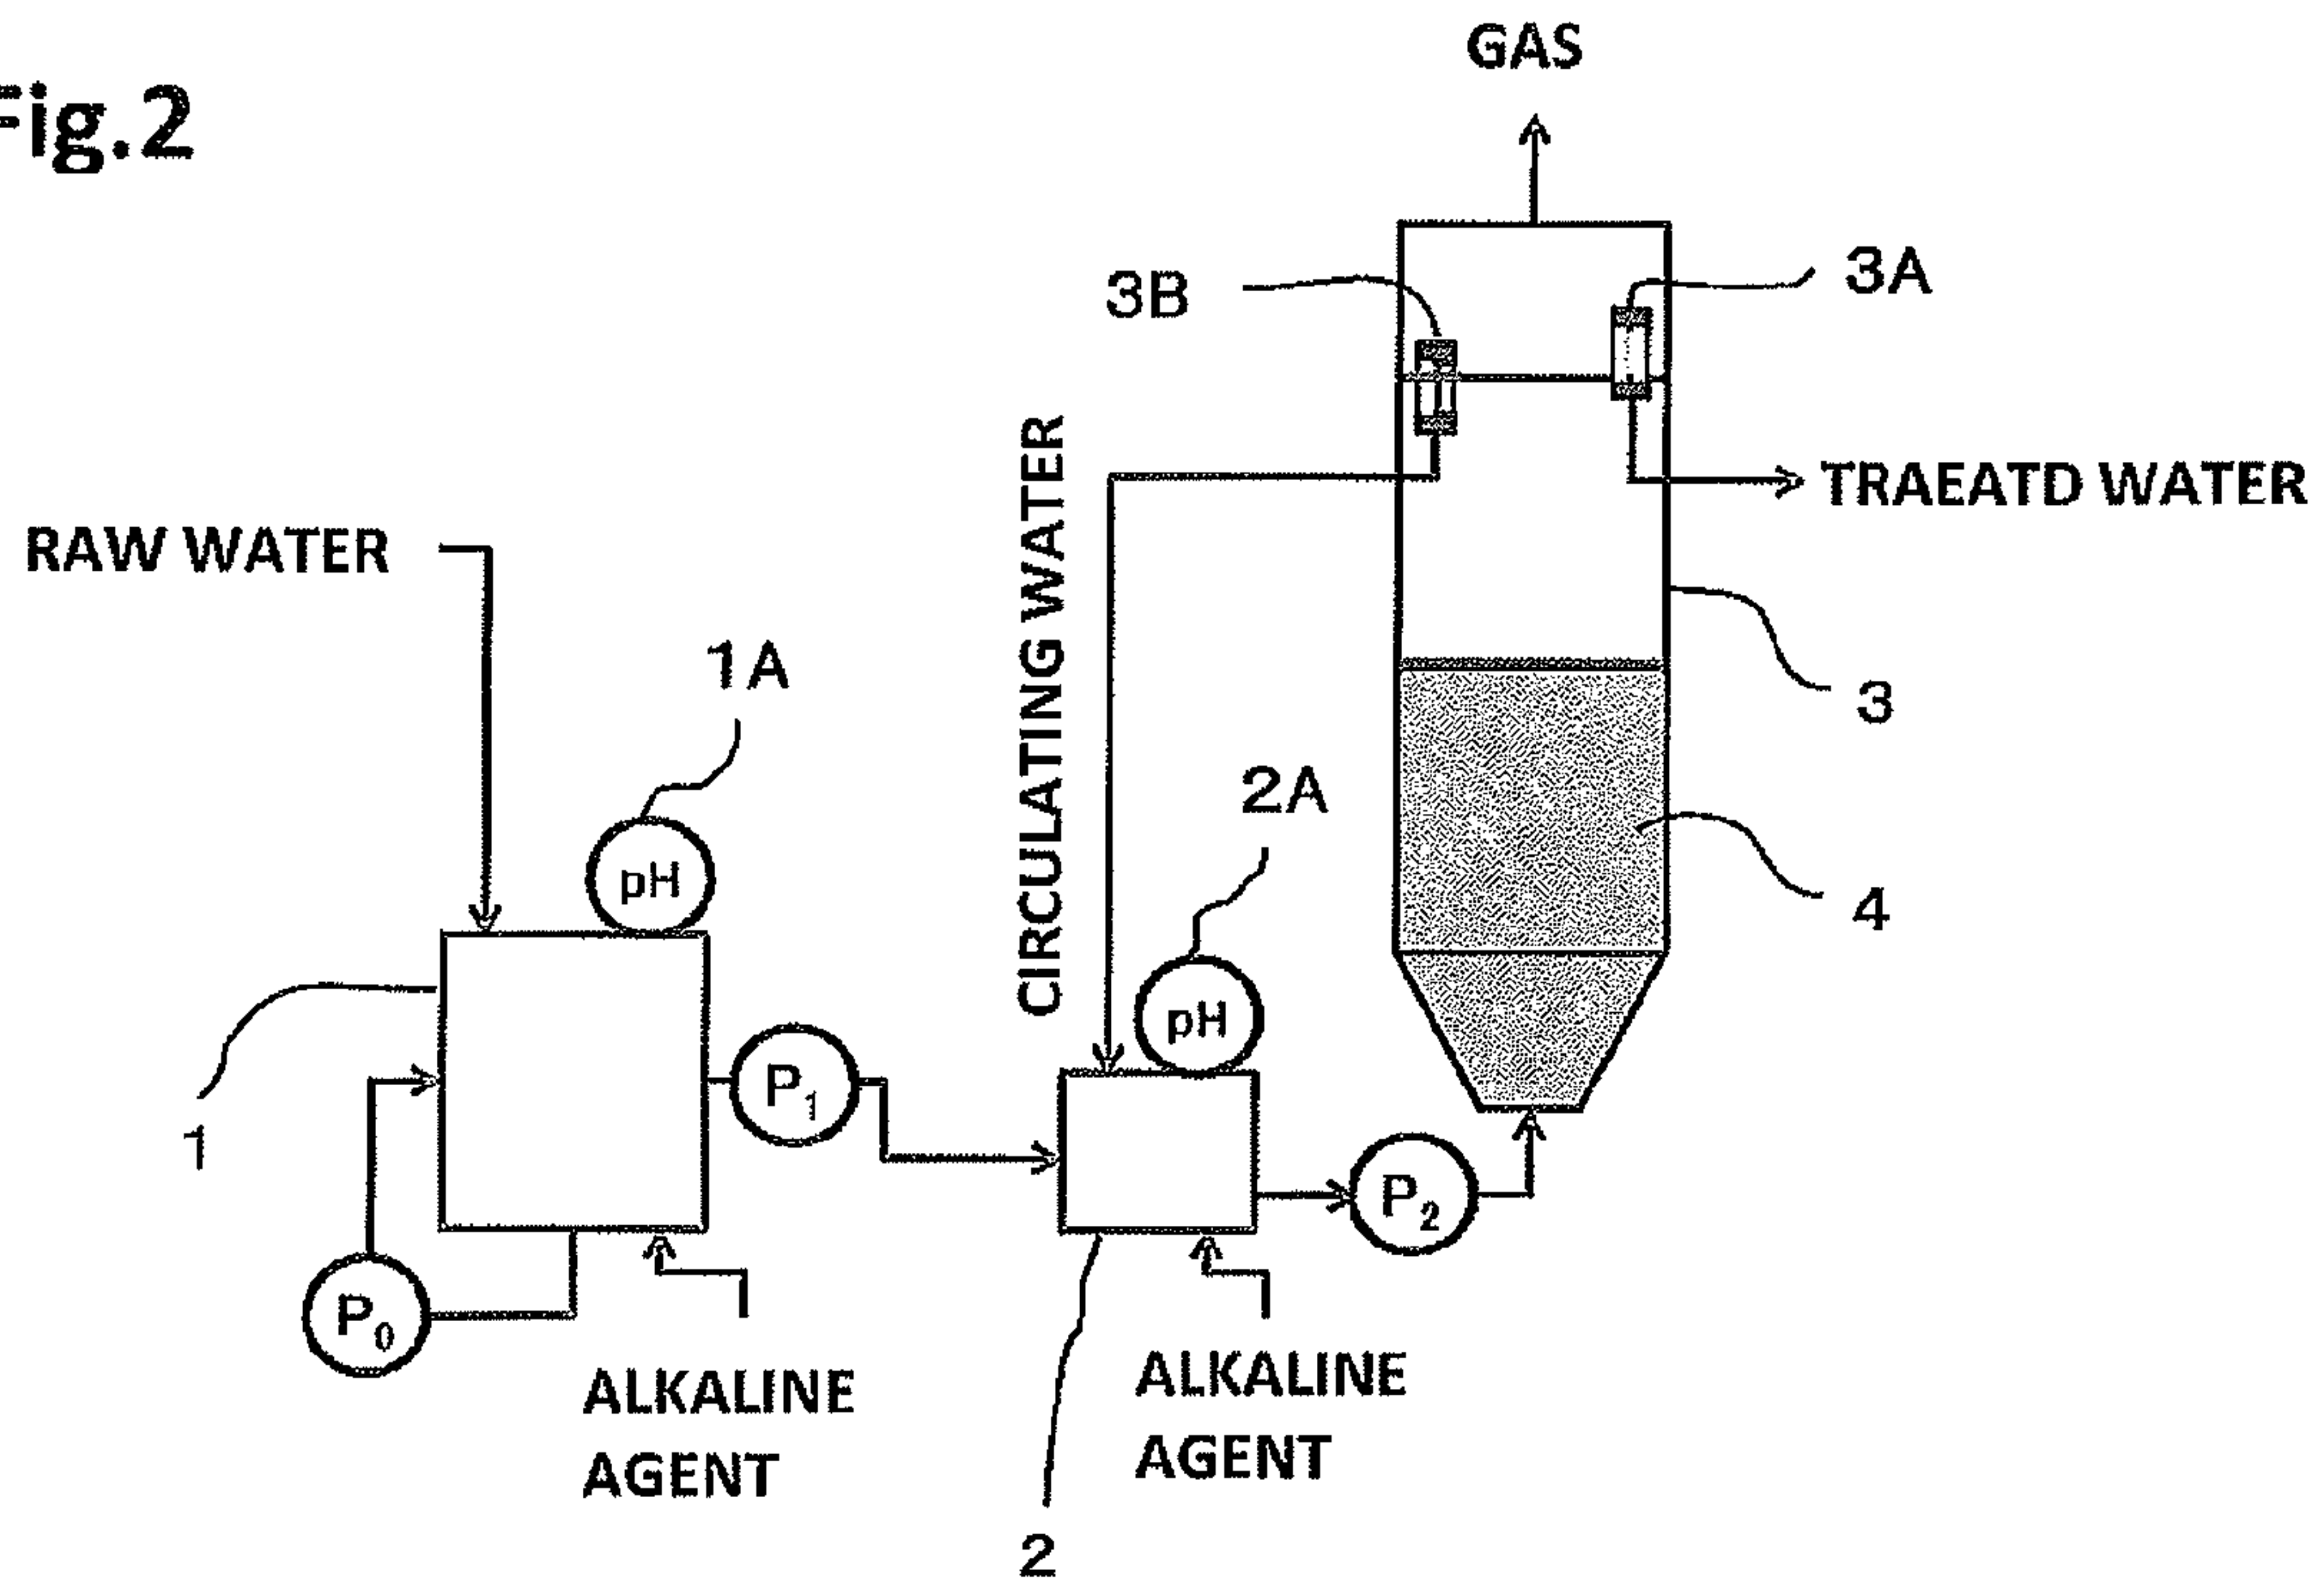 Fig.2
GAS
3B
3A
TRAEATD WATER
RAW WATER
CIRCULATING WATER
1A
3
2A
pH
4
pH
1
P1
P2
P0
ALKALINE
AGENT
ALKALINE
AGENT
2